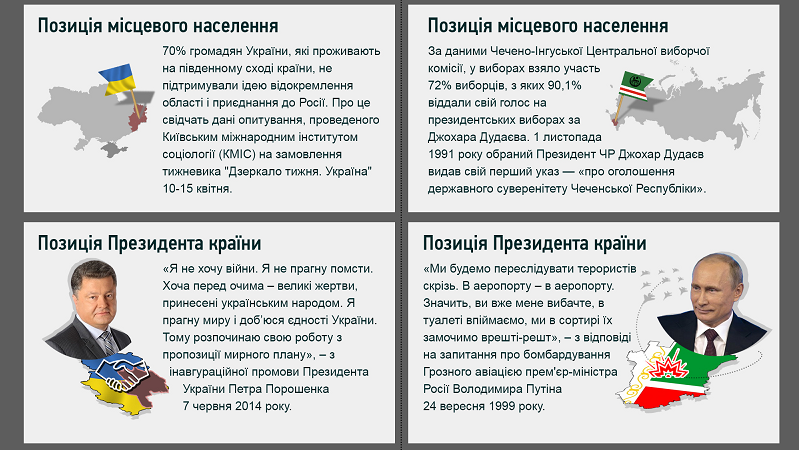 Позиція місцевого населення
70% громадян України, які проживають
на південному сході країни, не
підтримували ідею відокремлення
області і приєднання до Росії. Про це
свідчать дані опитування, проведеного
Київським міжнародним інститутом
соціології (КМІС) на замовлення
тижневика "Дзеркало тижня. Україна"
10-15 квітня.
Позиція місцевого населення
За даними Чечено-Інгуської Центральної виборчої
комісії, у виборах взяло участь
72% виборців, з яких 90,1%
віддали свій голос на
президентських виборах за
Джохара Дудаєва. 1 листопада
1991 року обраний Президент ЧР Джохар Дудаєв
видав свій перший указ — «про оголошення
державного суверенітету Чеченської Республіки».
Позиція Президента країни
«Я не хочу війни. Я не прагну помсти.
Хоча перед очима – великі жертви,
принесені українським народом. Я
прагну миру і доб'юся єдності України.
Тому розпочинаю свою роботу з
пропозиції мирного плану», – з
інавгураційної промови Президента
України Петра Порошенка
7 червня 2014 року.
Позиція Президента країни
«Ми будемо переслідувати терористів
скрізь. В аеропорту – в аеропорту.
Значить, ви вже мене вибачте, в
туалеті впіймаємо, ми в сортирі їх
замочимо врешті-решт», – з відповіді
на запитання про бомбардування
Грозного авіацією прем'єр-міністра
Росії Володимира Путіна
24 вересня 1999 року.